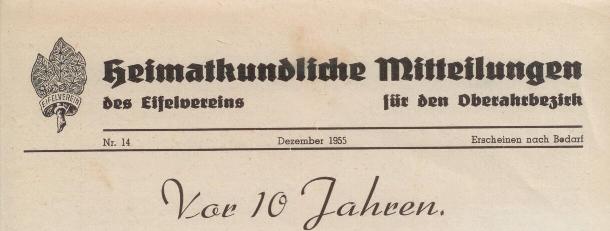 Heimatkundliche Mitteilungen
des Eifelvereins für den Oberahrbezirk
EIFELVEREIN
Nr. 14 Dezember 1955 Erscheinen nach Bedarf
Vor 10 Jahren.